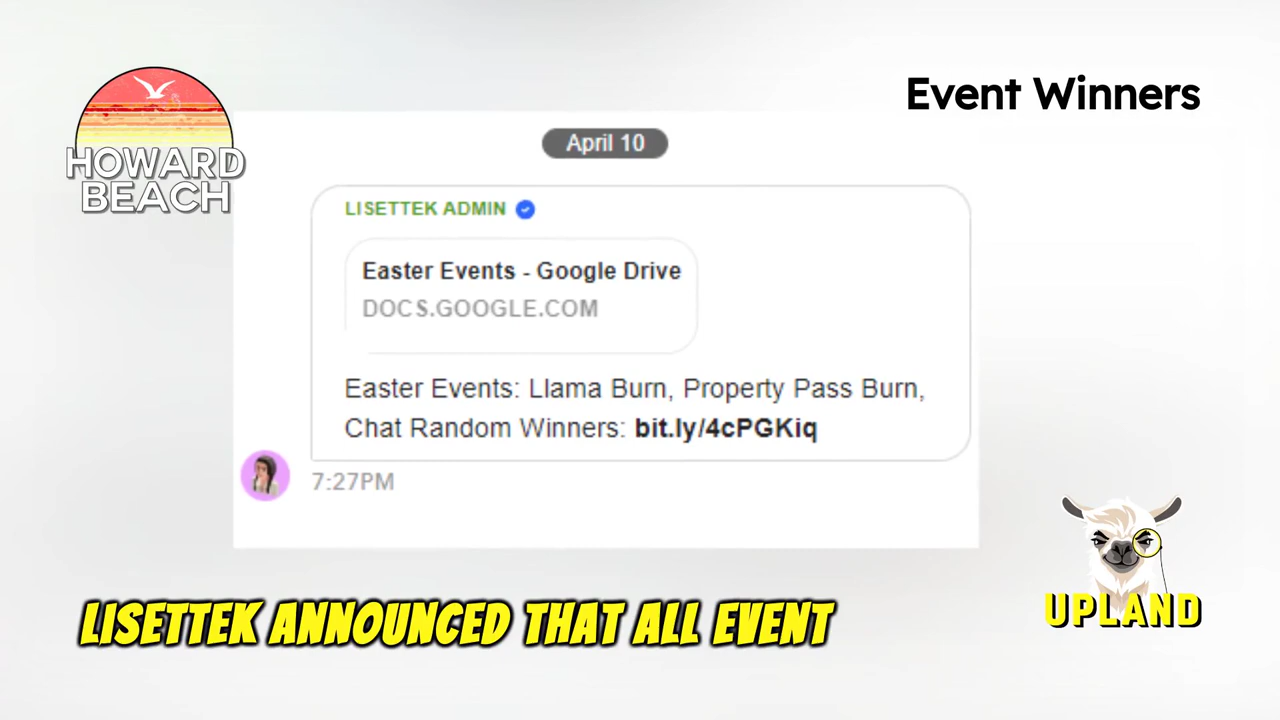 HOWARD
BEACH
Event Winners
April 10
LISETTEK ADMIN
Easter Events - Google Drive
DOCS.GOOGLE.COM
Easter Events: Llama Burn, Property Pass Burn,
Chat Random Winners: bit.ly/4cPGKiq
7:27PM
UPLAND
LISETTEK ANNOUNCED THAT ALL EVENT